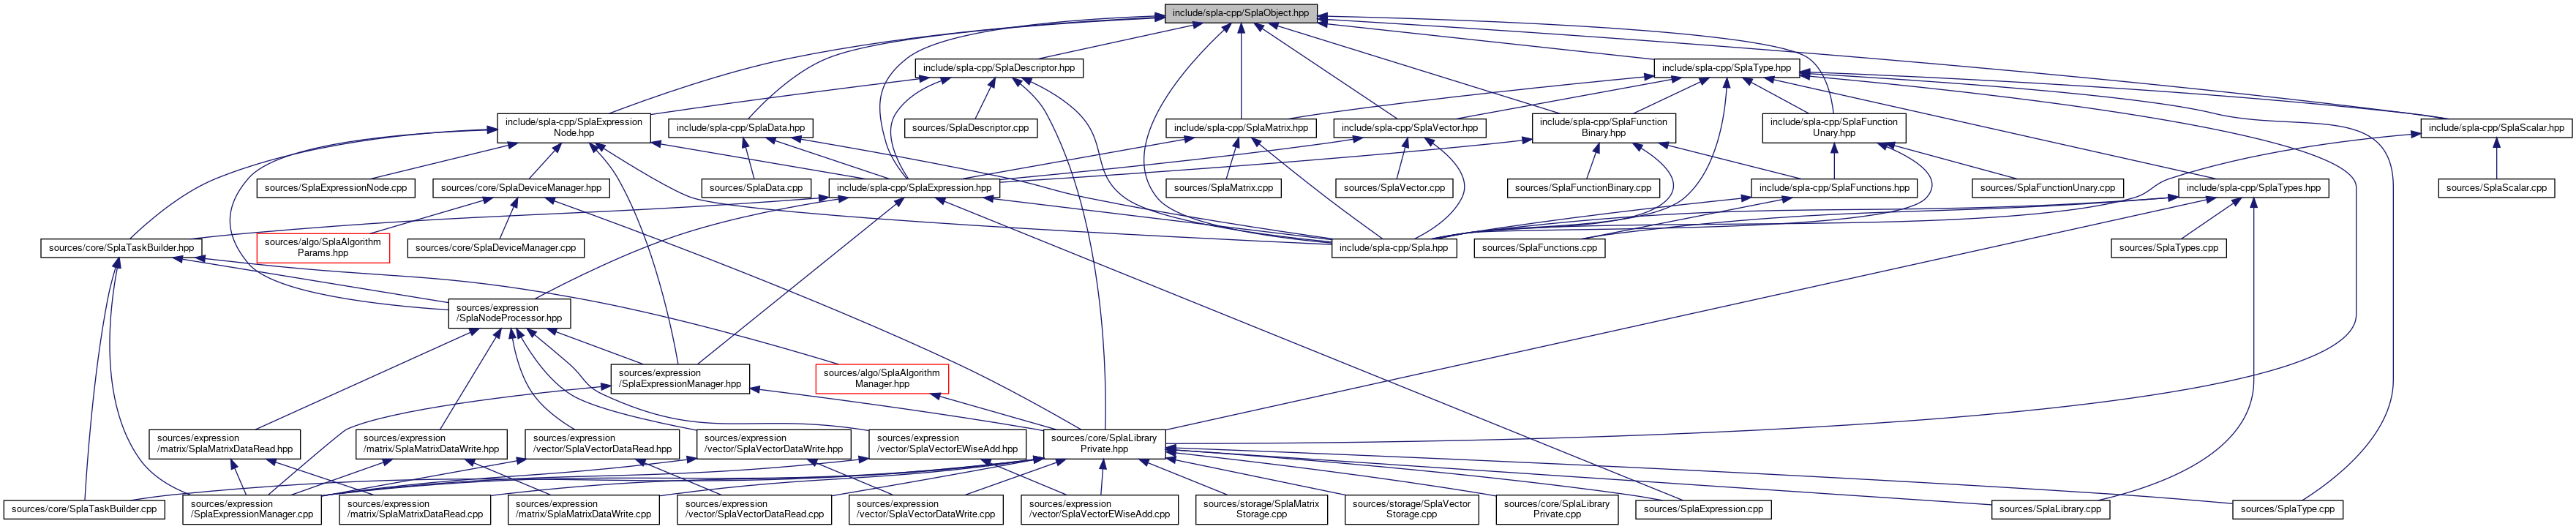 include/spla-cpp/SplaObject.hpp
include/spla-cpp/SplaDescriptor.hpp
include/spla-cpp/SplaType.hpp
include/spla-cpp/SplaExpression
Node.hpp
include/spla-cpp/SplaData.hpp
sources/SplaDescriptor.cpp
include/spla-cpp/SplaMatrix.hpp
include/spla-cpp/SplaVector.hpp
include/spla-cpp/SplaFunction
Binary.hpp
include/spla-cpp/SplaFunction
Unary.hpp
include/spla-cpp/SplaScalar.hpp
sources/SplaExpressionNode.cpp
sources/core/SplaDeviceManager.hpp
sources/SplaData.cpp
include/spla-cpp/SplaExpression.hpp
sources/SplaMatrix.cpp
sources/SplaVector.cpp
sources/SplaFunctionBinary.cpp
include/spla-cpp/SplaFunctions.hpp
sources/SplaFunctionUnary.cpp
include/spla-cpp/SplaTypes.hpp
sources/SplaScalar.cpp
sources/core/SplaTaskBuilder.hpp
sources/algo/SplaAlgorithm
Params.hpp
sources/core/SplaDeviceManager.cpp
include/spla-cpp/Spla.hpp
sources/SplaFunctions.cpp
sources/SplaTypes.cpp
sources/expression
/SplaNodeProcessor.hpp
sources/expression
/SplaExpressionManager.hpp
sources/algo/SplaAlgorithm
Manager.hpp
sources/expression
/matrix/SplaMatrixDataRead.hpp
sources/expression
/matrix/SplaMatrixDataWrite.hpp
sources/expression
/vector/SplaVectorDataRead.hpp
sources/expression
/vector/SplaVectorDataWrite.hpp
sources/expression
/vector/SplaVectorEWiseAdd.hpp
sources/core/SplaLibrary
Private.hpp
sources/core/SplaTaskBuilder.cpp
sources/expression
/SplaExpressionManager.cpp
sources/expression
/matrix/SplaMatrixDataRead.cpp
sources/expression
/matrix/SplaMatrixDataWrite.cpp
sources/expression
/vector/SplaVectorDataRead.cpp
sources/expression
/vector/SplaVectorDataWrite.cpp
sources/expression
/vector/SplaVectorEWiseAdd.cpp
sources/storage/SplaMatrix
Storage.cpp
sources/storage/SplaVector
Storage.cpp
sources/core/SplaLibrary
Private.cpp
sources/SplaExpression.cpp
sources/SplaLibrary.cpp
sources/SplaType.cpp